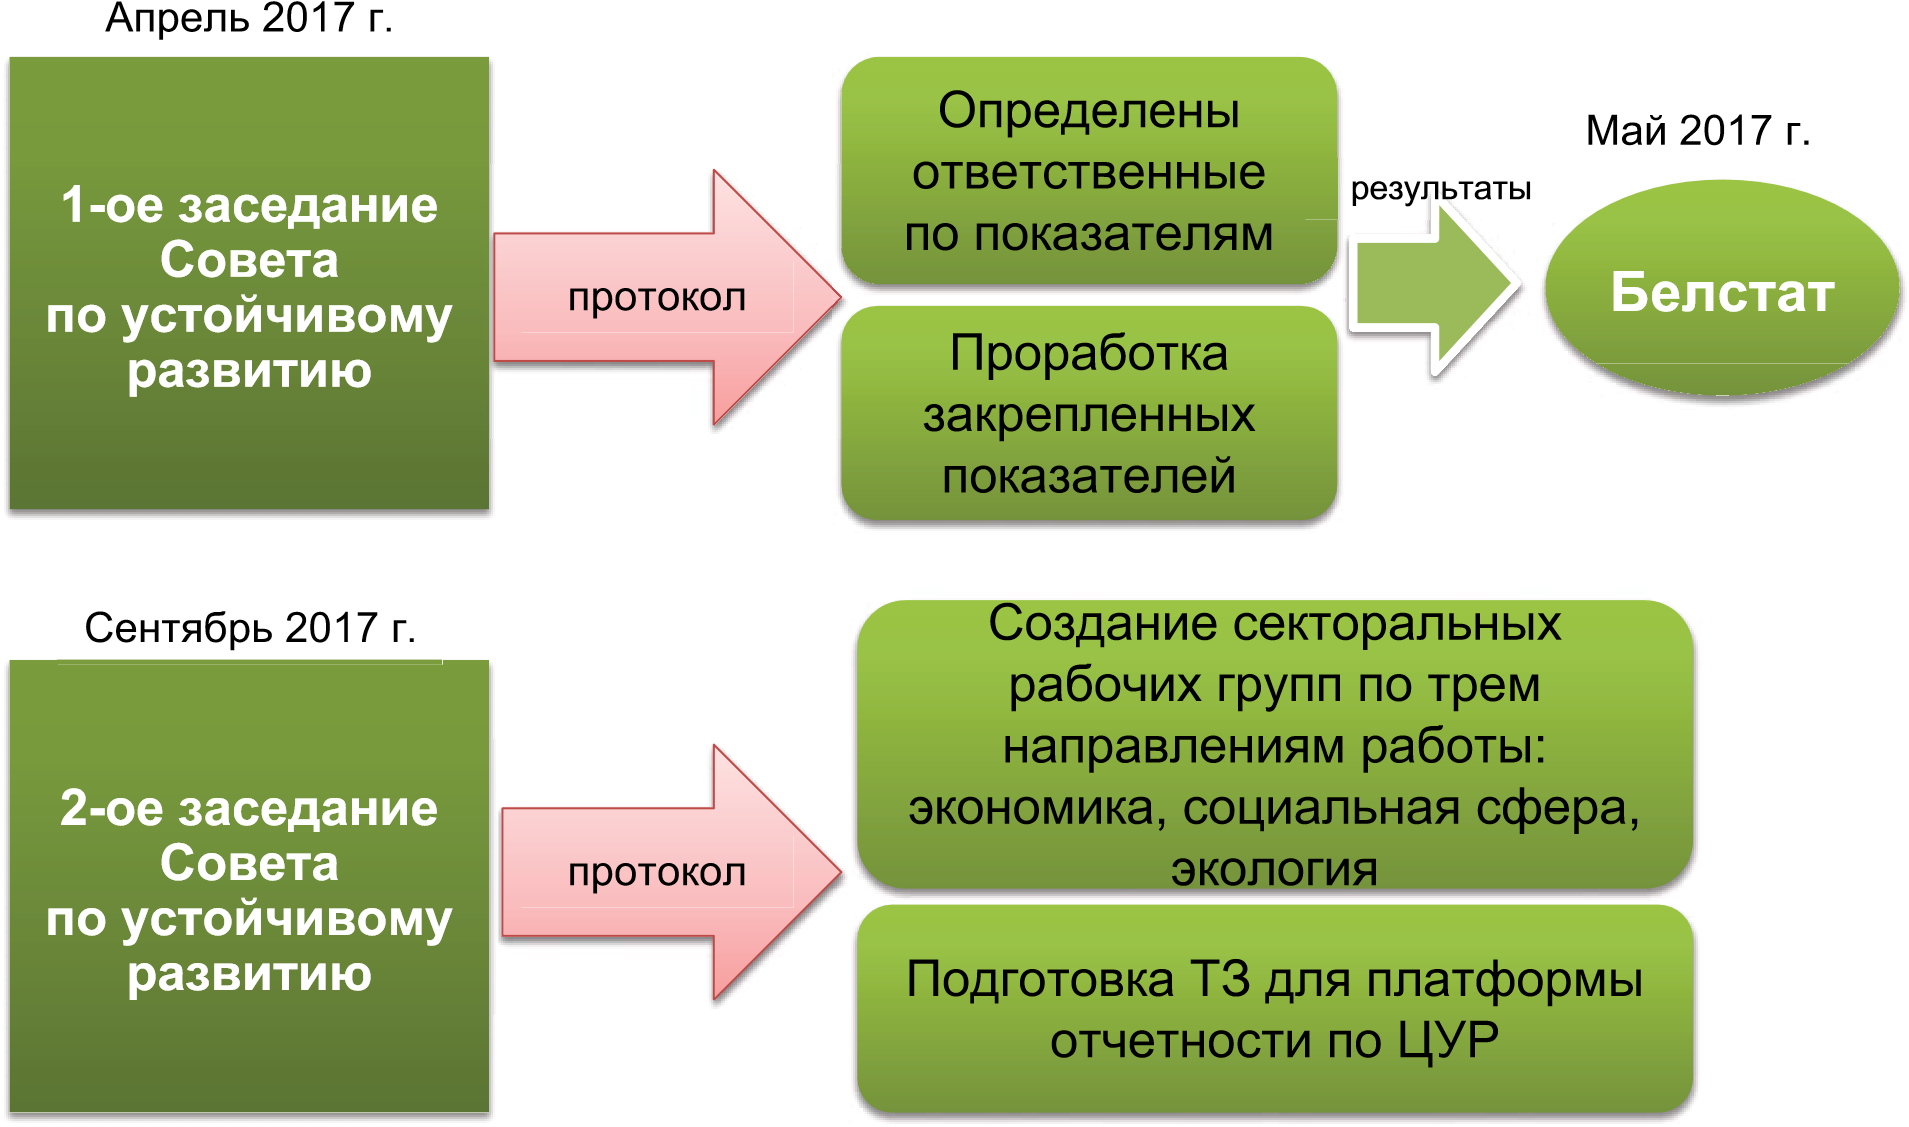 Апрель 2017 г.
1-ое заседание
Совета
по устойчивому
развитию
протокол
Определены
ответственные
по показателям
Проработка
закрепленных
показателей
результаты
Май 2017 г.
Белстат
Сентябрь 2017 г.
2-ое заседание
Совета
по устойчивому
развитию
протокол
Создание секторальных
рабочих групп по трем
направлениям работы:
экономика, социальная сфера,
экология
Подготовка ТЗ для платформы
отчетности по ЦУР